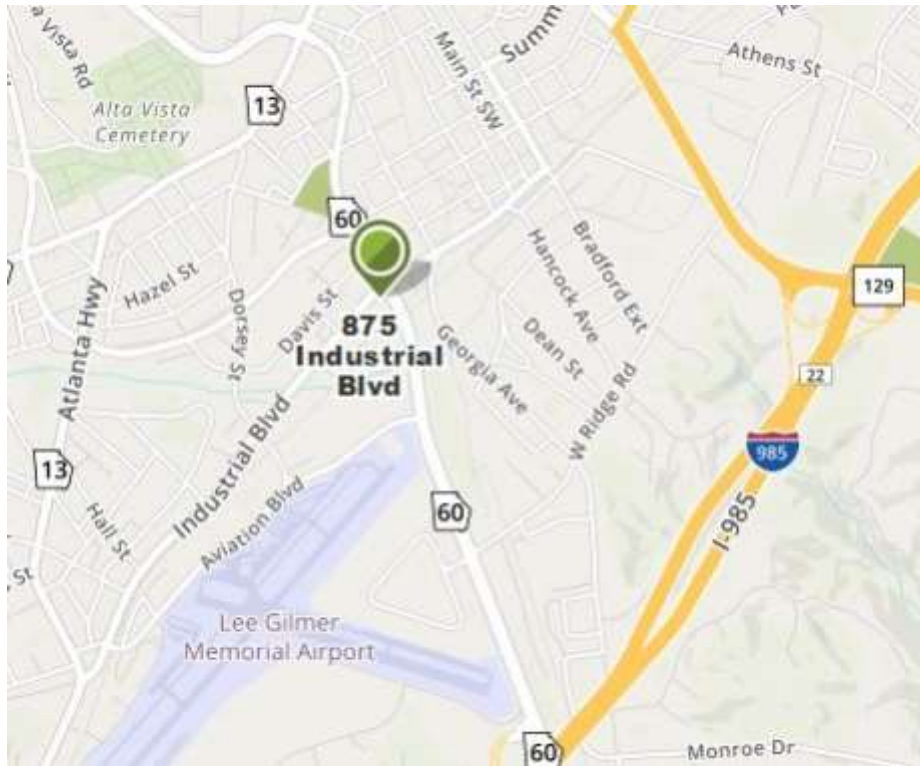 Vista Rd
Main St SW
Summ
Athens St
Alta Vista
Cemetery
13
60
129
Hazel St
Davis St
Dorsey St
875
Industrial
Blvd
Georgia Ave
Hancock Ave
Bradford Ext
Dean St
W Ridge Rd
22
985
Atlanta Hwy
Industrial Blvd
13
Aviation Blvd
Hall St
60
I-985
St
Lee Gilmer
Memorial Airport
60
Monroe Dr